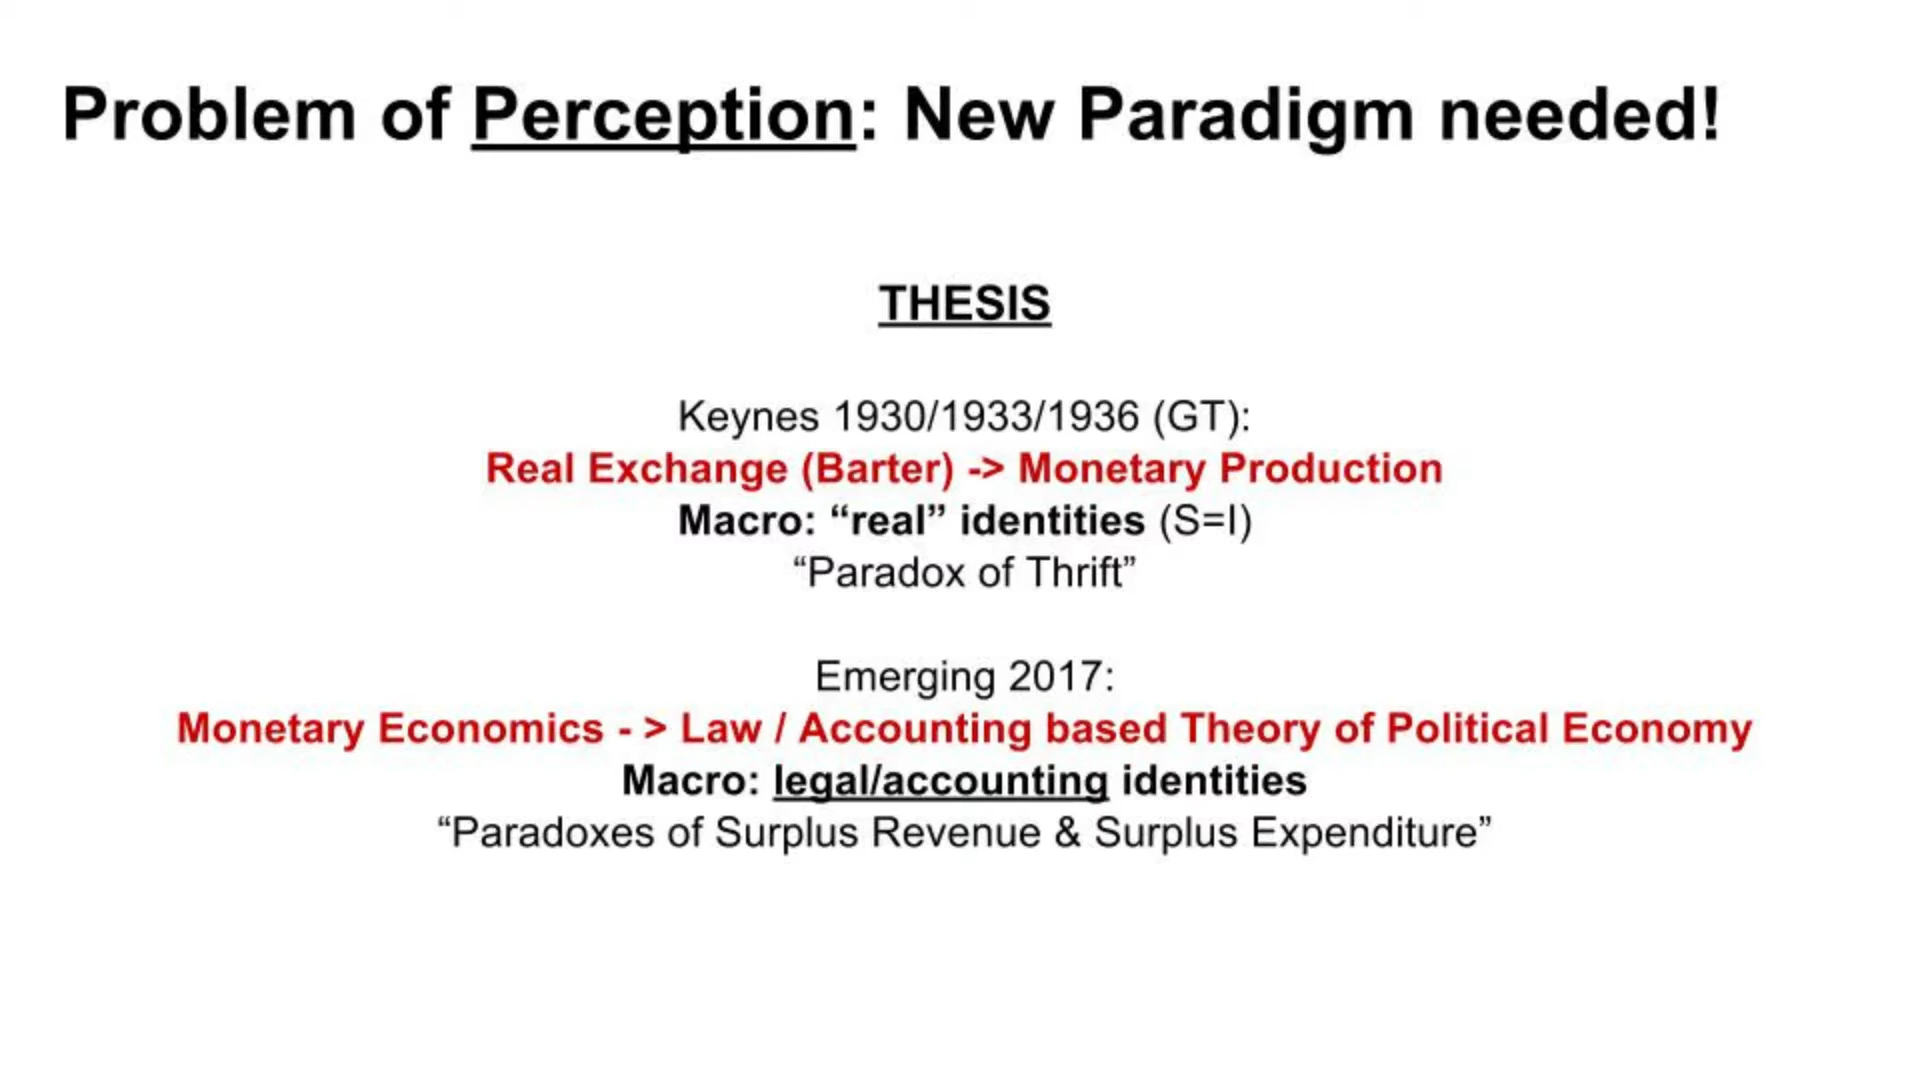 Problem of Perception: New Paradigm needed!
THESIS
Keynes 1930/1933/1936 (GT):
Real Exchange (Barter) -> Monetary Production
Macro: “real” identities (S=I)
“Paradox of Thrift”
Emerging 2017:
Monetary Economics - > Law / Accounting based Theory of Political Economy
Macro: legal/accounting identities
“Paradoxes of Surplus Revenue & Surplus Expenditure”